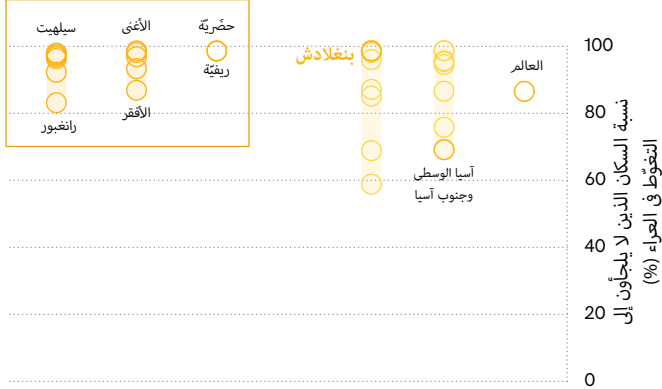 نسبة السكان الذين لا يلجأون إلى
التغوّط في العراء (%)
100
80
60
40
20
0
العالم
آسيا الوسطى
وجنوب آسيا
بنغلادش
حضَريّة
ريفيّة
الأغنى
الأفقر
سيلهيت
رانغبور